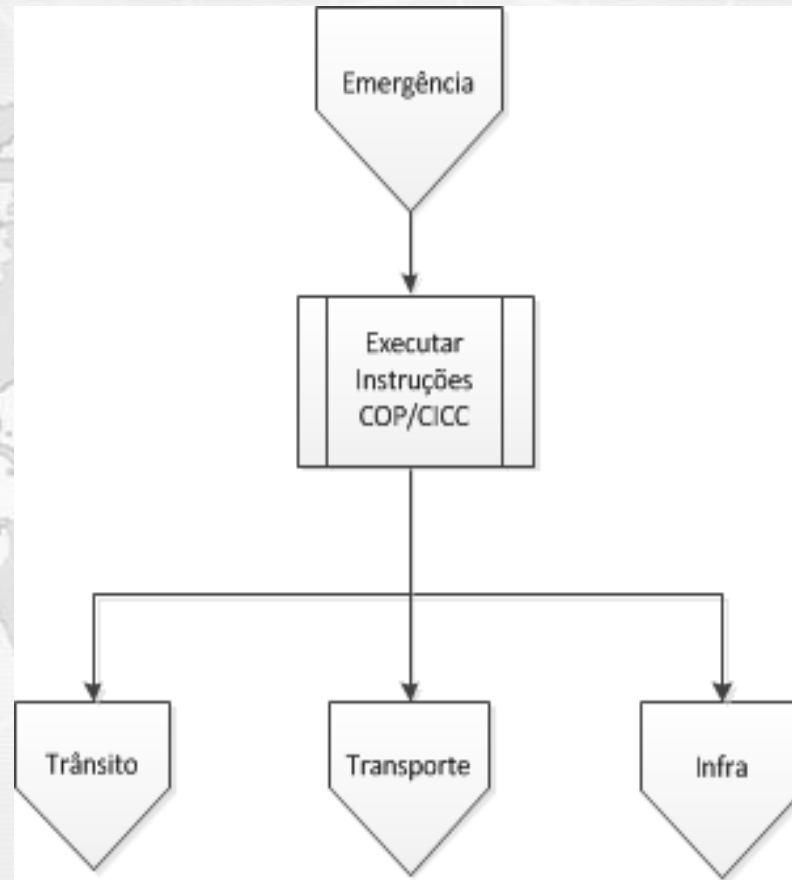 Emergência
Executar
Instruções
COP/CICC
Trânsito
Transporte
Infra